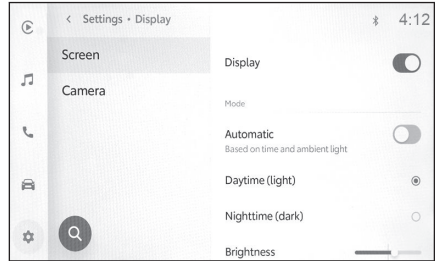 < Settings • Display
4:12
Screen
Camera
Display
Mode
Automatic
Based on time and ambient light
Daytime (light)
Nighttime (dark)
Brightness